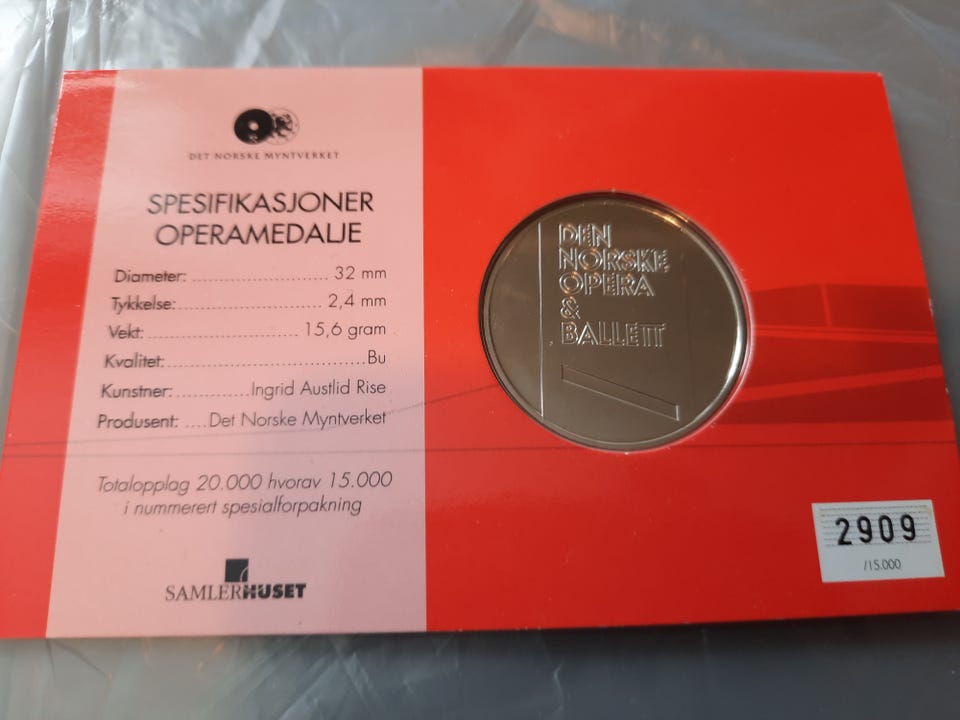 DET NORSKE MYNTVERKET
SPESIFIKASJONER
OPERAMEDALJE
Diameter: ............................ 32 mm
Tykkelse: ............................ 2,4 mm
Vekt: ............................ 15,6 gram
Kvalitet: ........................................ Bu
Kunstner: ............. Ingrid Austlid Rise
Produsent: .... Det Norske Myntverket
Totalopplag 20.000 hvorav 15.000
i nummerert spesialforpakning
SAMLERHUSET
DEN
NORSKE
OPERA
&
BALLETT
2909
/15.000